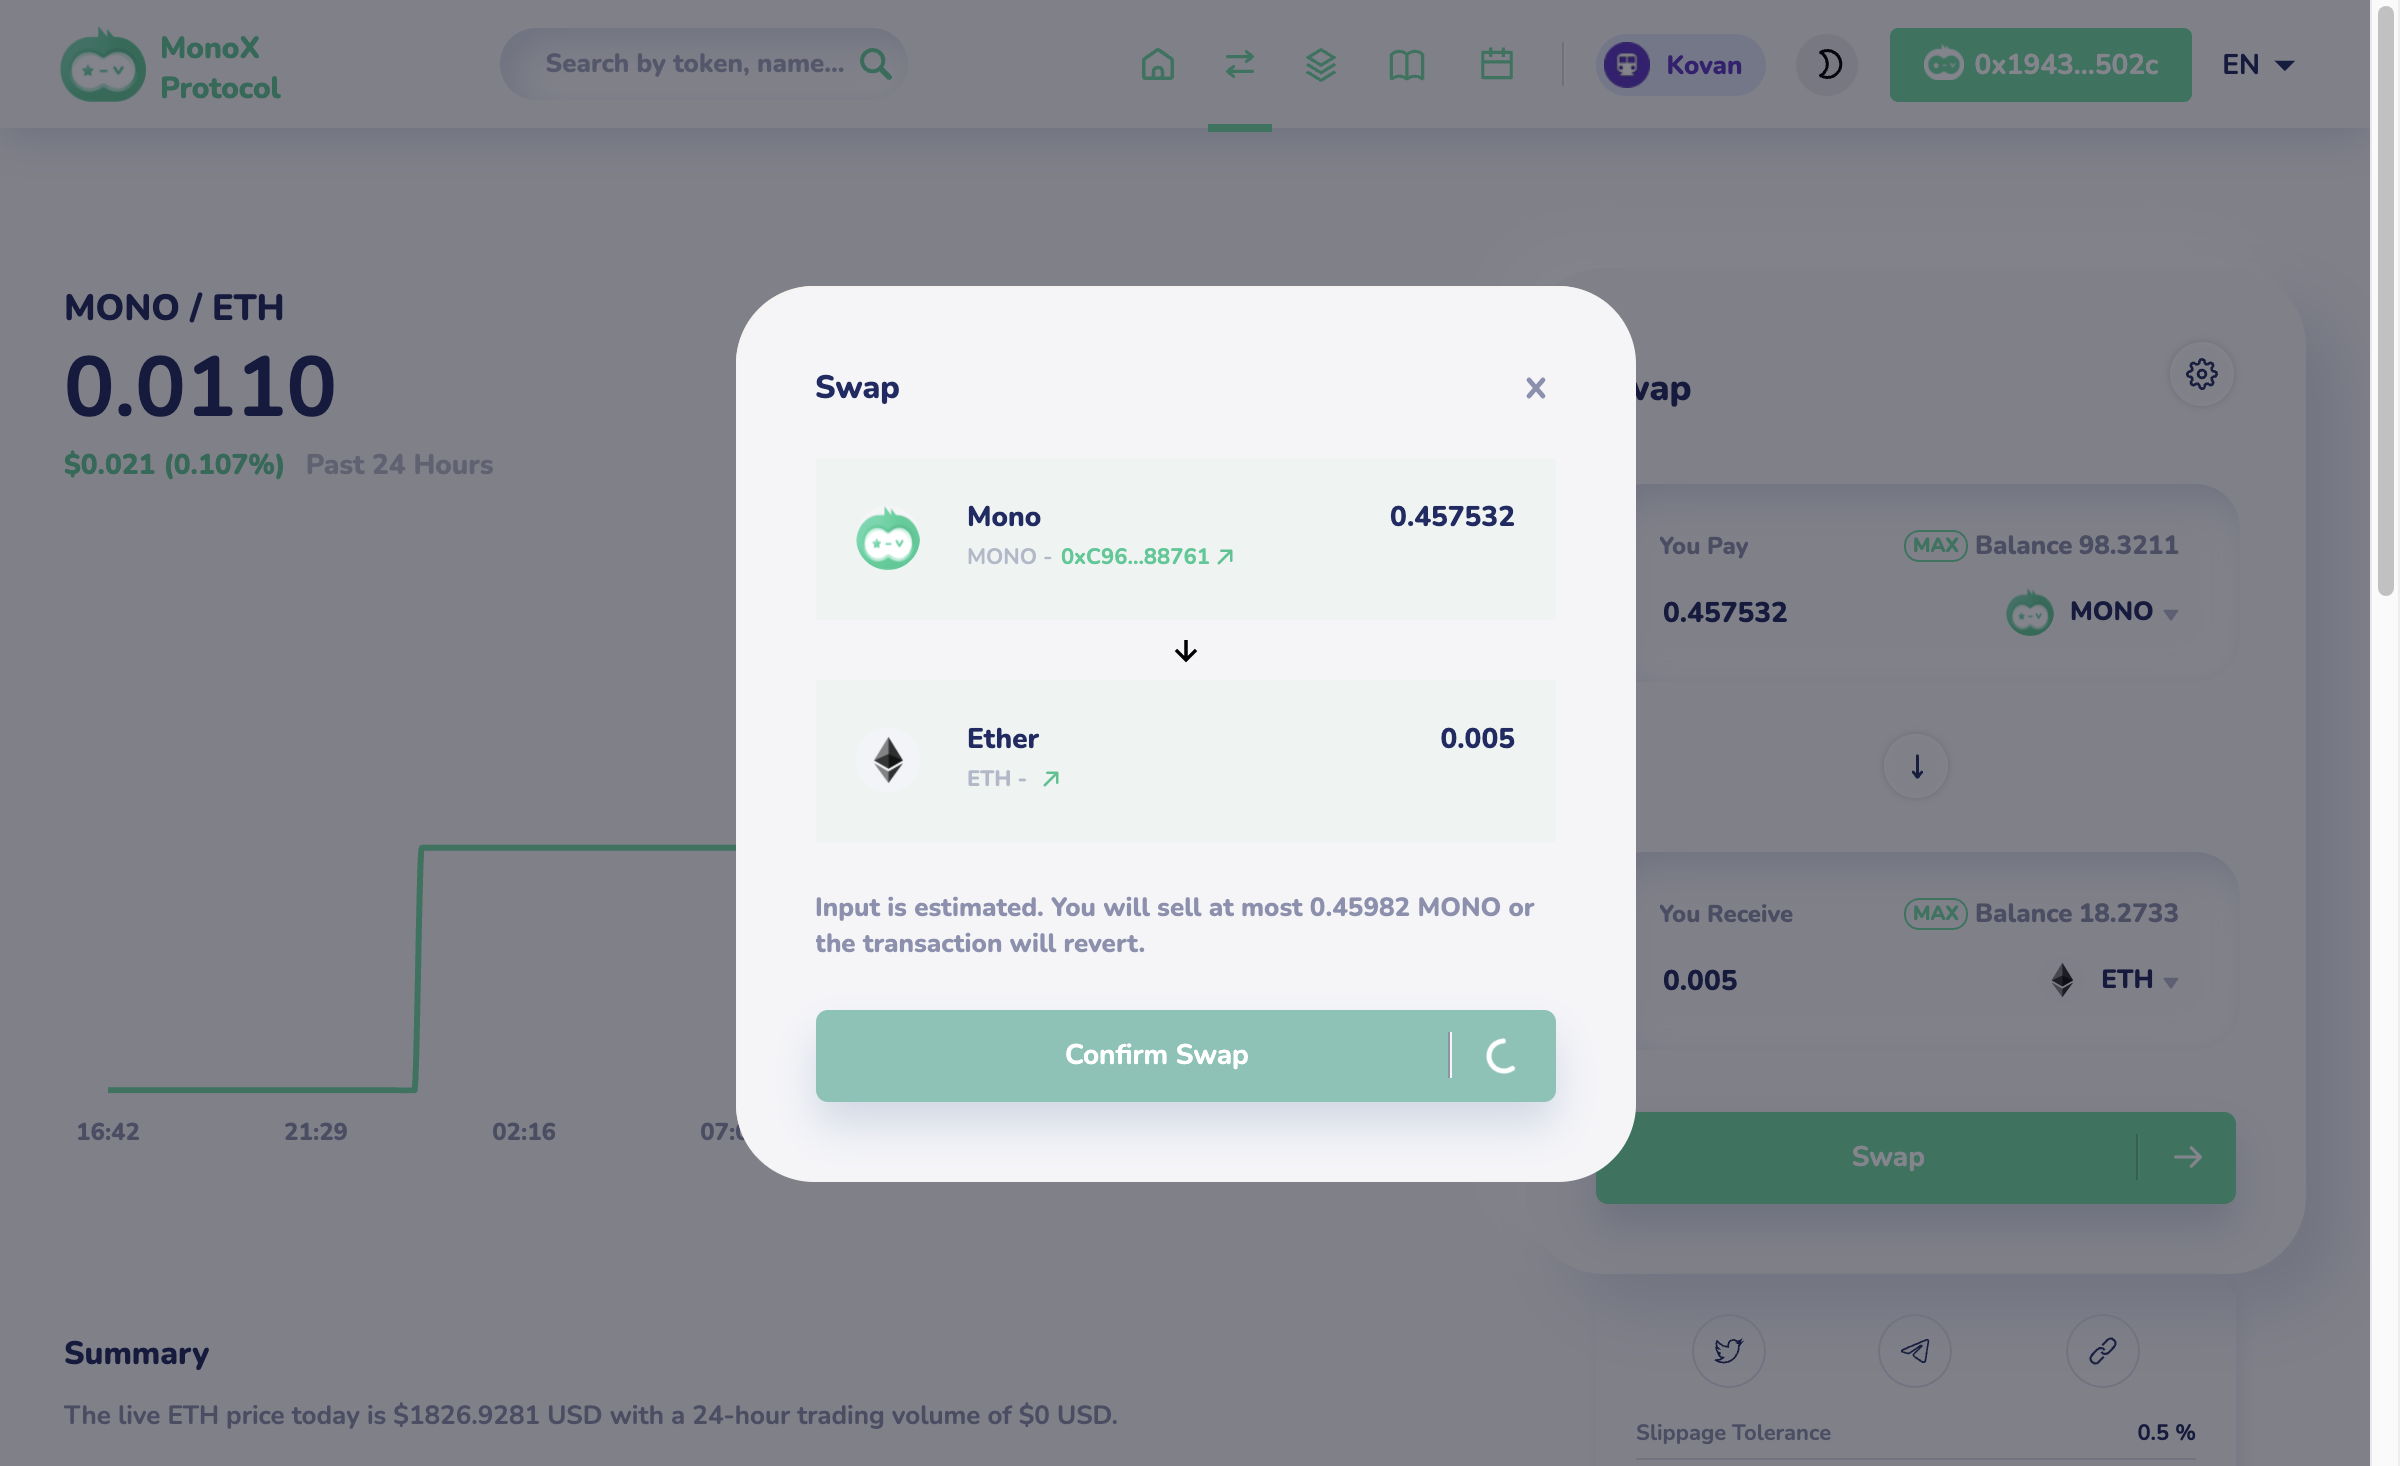 MonoX
Protocol
Search by token, name...
Kovan
0x1943...502c
EN
MONO / ETH
0.0110
$0.021 (0.107%) Past 24 Hours
16:42
21:29
02:16
Swap
Mono
0.457532
MONO - 0xC96...88761
Ether
0.005
ETH -
Input is estimated. You will sell at most 0.45982 MONO or
the transaction will revert.
Confirm Swap
You Pay
MAX Balance 98.3211
0.457532
MONO
You Receive
MAX Balance 18.2733
0.005
ETH
Swap
Summary
The live ETH price today is $1826.9281 USD with a 24-hour trading volume of $0 USD.
Slippage Tolerance
0.5 %